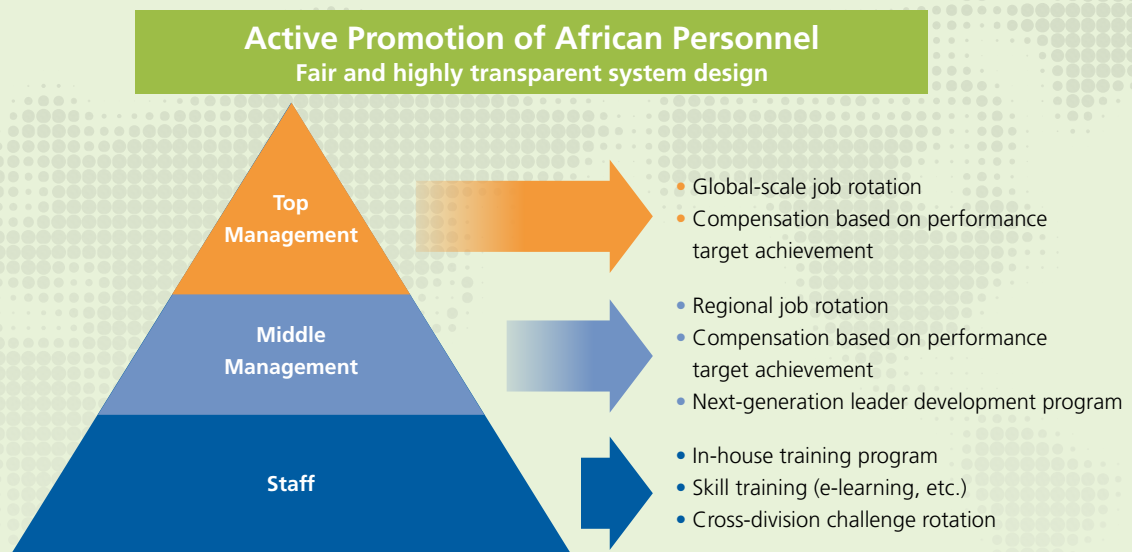 Active Promotion of African Personnel
Fair and highly transparent system design
Top
Management
• Global-scale job rotation
• Compensation based on performance
target achievement
Middle
Management
• Regional job rotation
• Compensation based on performance
target achievement
• Next-generation leader development program
Staff
• In-house training program
• Skill training (e-learning, etc.)
• Cross-division challenge rotation